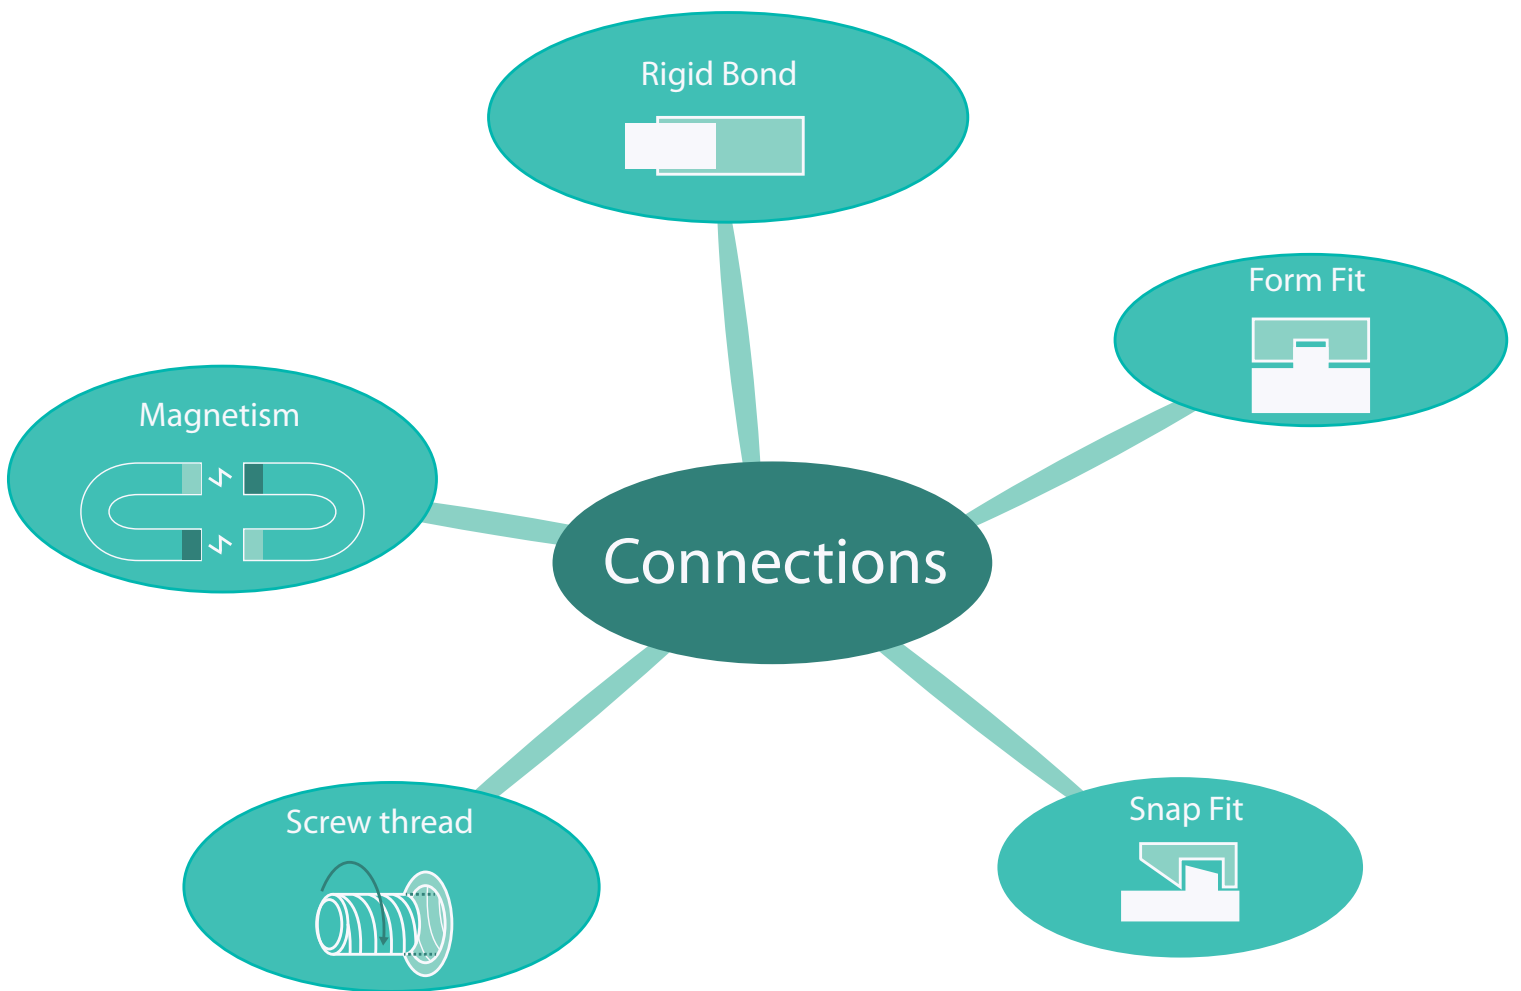 Rigid Bond
Form Fit
Magnetism
Connections
Screw thread
Snap Fit